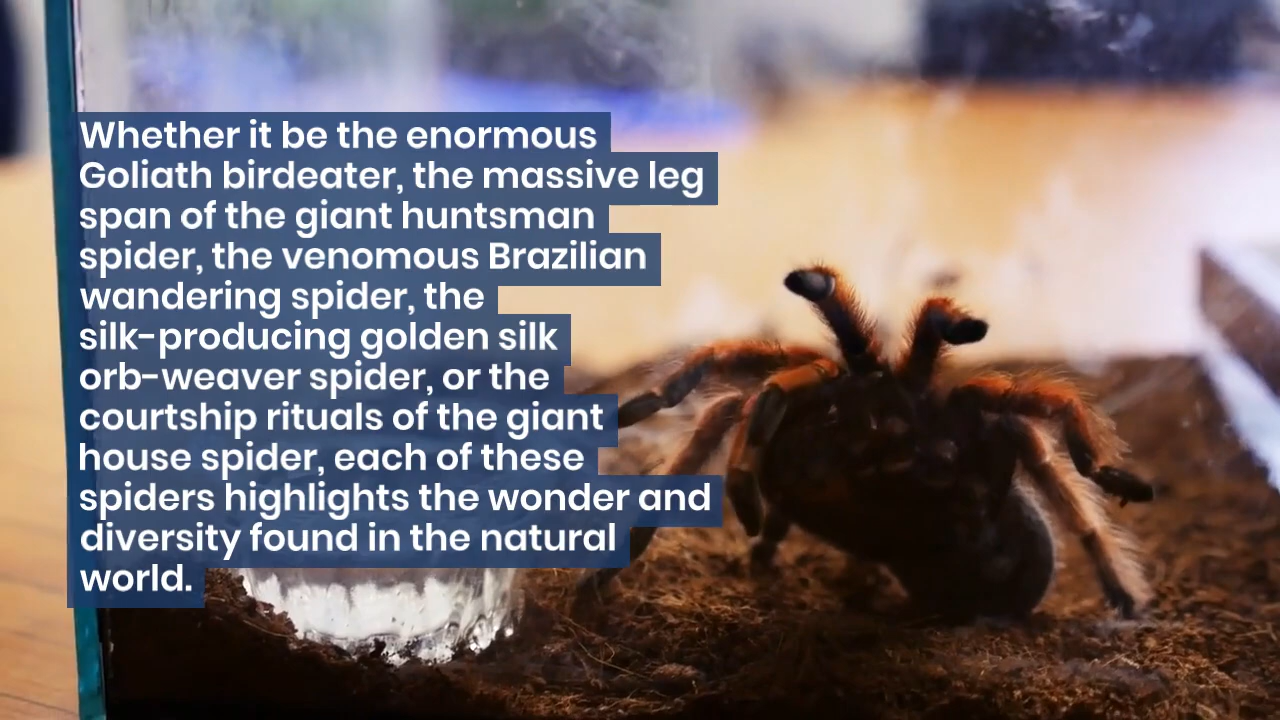 Whether it be the enormous
Goliath birdeater, the massive leg
span of the giant huntsman
spider, the venomous Brazilian
wandering spider, the
silk-producing golden silk
orb-weaver spider, or the
courtship rituals of the giant
house spider, each of these
spiders highlights the wonder and
diversity found in the natural
world.